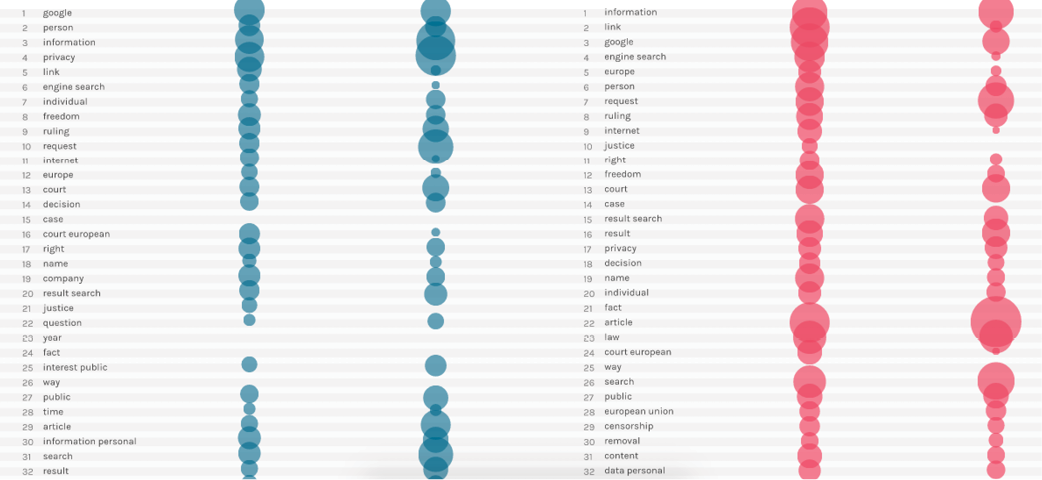 1 google
2 person
3 information
4 privacy
5 link
6 engine search
7 individual
8 freedom
9 ruling
10 request
11 internet
12 europe
13 court
14 decision
15 case
16 court european
17 right
18 name
19 company
20 result search
21 justice
22 question
23 year
24 fact
25 interest public
26 way
27 public
28 time
29 article
30 information personal
31 search
32 result
1 information
2 link
3 google
4 engine search
5 europe
6 person
7 request
8 ruling
9 internet
10 justice
11 right
12 freedom
13 court
14 case
15 result search
16 result
17 privacy
18 decision
19 name
20 individual
21 fact
22 article
23 law
24 court european
25 way
26 search
27 public
28 european union
29 censorship
30 removal
31 content
32 data personal